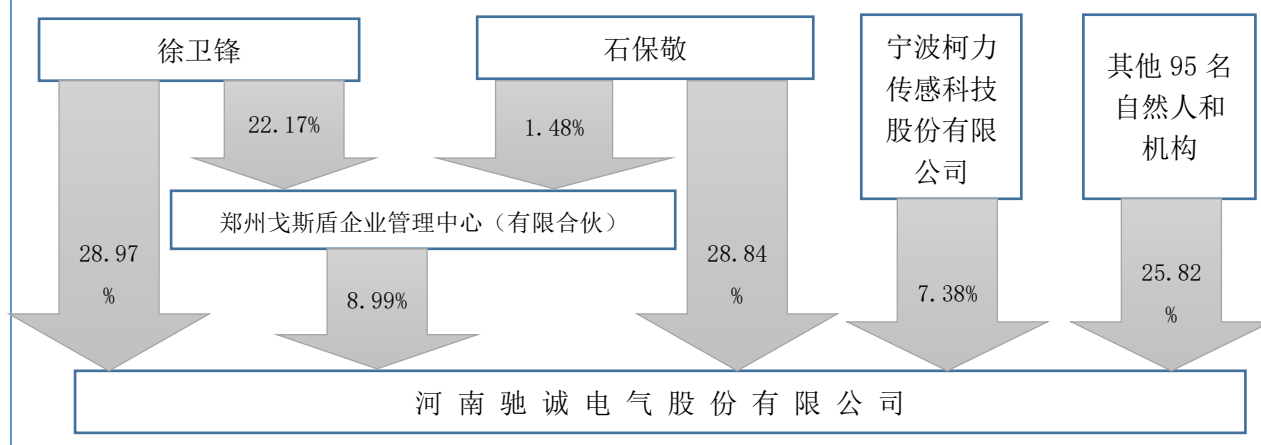 徐卫锋
石保敬
宁波柯力
传感科技
股份有限
公司
其他 95 名
自然人和
机构
22.17%
1.48%
郑州戈斯盾企业管理中心（有限合伙）
28.97
%
8.99%
28.84
%
7.38%
25.82
%
河南驰诚电气股份有限公司